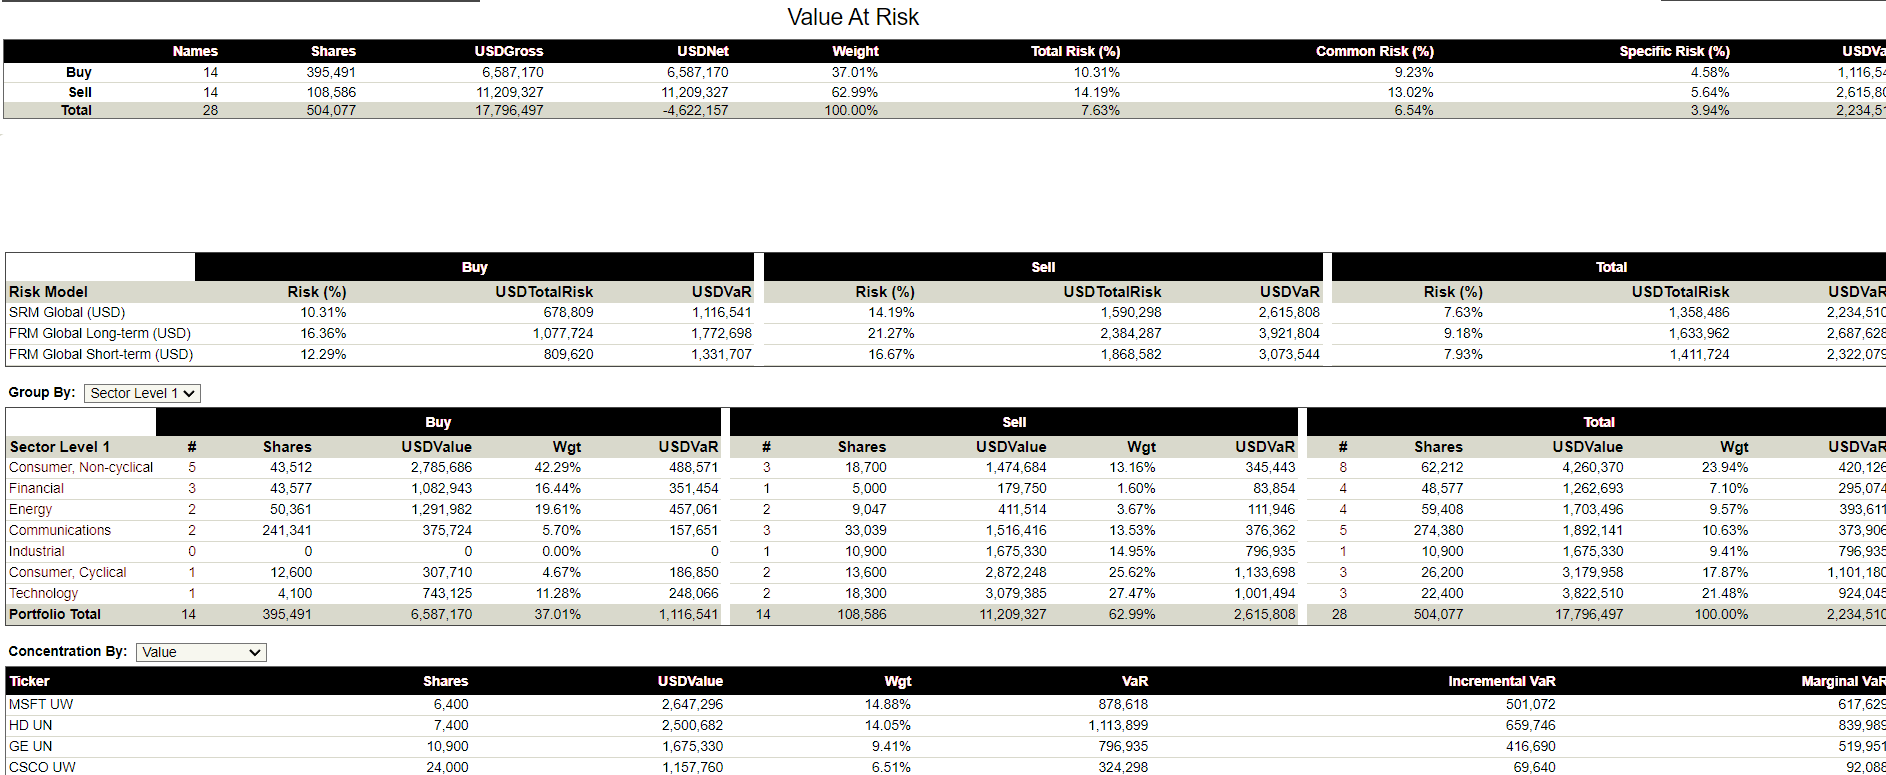 Value At Risk
Names Shares USDGross USDNet Weight Total Risk (%) Common Risk (%) Specific Risk (%) USDVa
Buy 14 395,491 6,587,170 6,587,170 37.01% 10.31% 9.23% 4.58% 1,116,54
Sell 14 108,586 11,209,327 11,209,327 62.99% 14.19% 13.02% 5.64% 2,615,80
Total 28 504,077 17,796,497 -4,622,157 100.00% 7.63% 6.54% 3.94% 2,234,51
Buy Sell Total
Risk Model Risk (%) USDTotalRisk USDVaR Risk (%) USDTotalRisk USDVaR Risk (%) USDTotalRisk USDVaR
SRM Global (USD) 10.31% 678,809 1,116,541 14.19% 1,590,298 2,615,808 7.63% 1,358,486 2,234,510
FRM Global Long-term (USD) 16.36% 1,077,724 1,772,698 21.27% 2,384,287 3,921,804 9.18% 1,633,962 2,687,628
FRM Global Short-term (USD) 12.29% 809,620 1,331,707 16.67% 1,868,582 3,073,544 7.93% 1,411,724 2,322,079
Group By: Sector Level 1
Buy Sell Total
Sector Level 1 # Shares USDValue Wgt USDVaR # Shares USDValue Wgt USDVaR # Shares USDValue Wgt USDVaR
Consumer, Non-cyclical 5 43,512 2,785,686 42.29% 488,571 3 18,700 1,474,684 13.16% 345,443 8 62,212 4,260,370 23.94% 420,126
Financial 3 43,577 1,082,943 16.44% 351,454 1 5,000 179,750 1.60% 83,854 4 48,577 1,262,693 7.10% 295,074
Energy 2 50,361 1,291,982 19.61% 457,061 2 9,047 411,514 3.67% 111,946 4 59,408 1,703,496 9.57% 393,611
Communications 2 241,341 375,724 5.70% 157,651 3 33,039 1,516,416 13.53% 376,362 5 274,380 1,892,141 10.63% 373,906
Industrial 0 0 0 0.00% 0 1 10,900 1,675,330 14.95% 796,935 1 10,900 1,675,330 9.41% 796,935
Consumer, Cyclical 1 12,600 307,710 4.67% 186,850 2 13,600 2,872,248 25.62% 1,133,698 3 26,200 3,179,958 17.87% 1,101,180
Technology 1 4,100 743,125 11.28% 248,066 2 18,300 3,079,385 27.47% 1,001,494 3 22,400 3,822,510 21.48% 924,045
Portfolio Total 14 395,491 6,587,170 37.01% 1,116,541 14 108,586 11,209,327 62.99% 2,615,808 28 504,077 17,796,497 100.00% 2,234,510
Concentration By: Value
Ticker Shares USDValue Wgt VaR Incremental VaR Marginal VaR
MSFT UW 6,400 2,647,296 14.88% 878,618 501,072 617,629
HD UN 7,400 2,500,682 14.05% 1,113,899 659,746 839,989
GE UN 10,900 1,675,330 9.41% 796,935 416,690 519,951
CSCO UW 24,000 1,157,760 6.51% 324,298 69,640 92,088